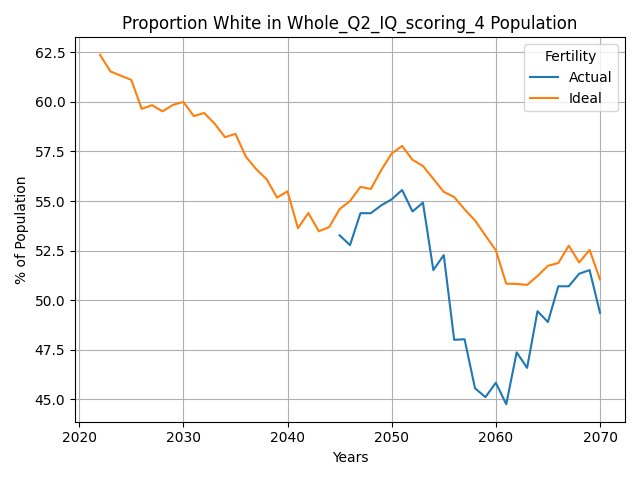 Proportion White in Whole_Q2_IQ_scoring_4 Population
Fertility
Actual
Ideal
% of Population
62.5
60.0
57.5
55.0
52.5
50.0
47.5
45.0
2020 2030 2040 2050 2060 2070
Years